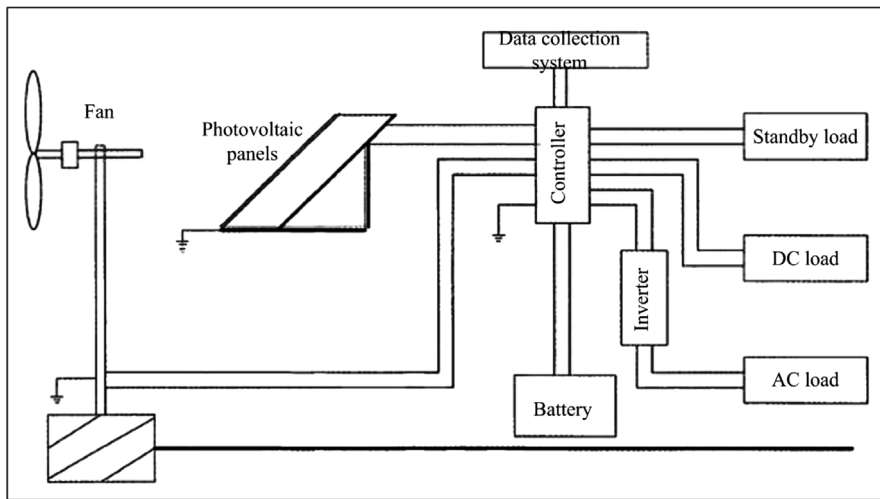 Data collection
system
Fan
Photovoltaic
panels
Controller
Standby load
DC load
Inverter
AC load
Battery